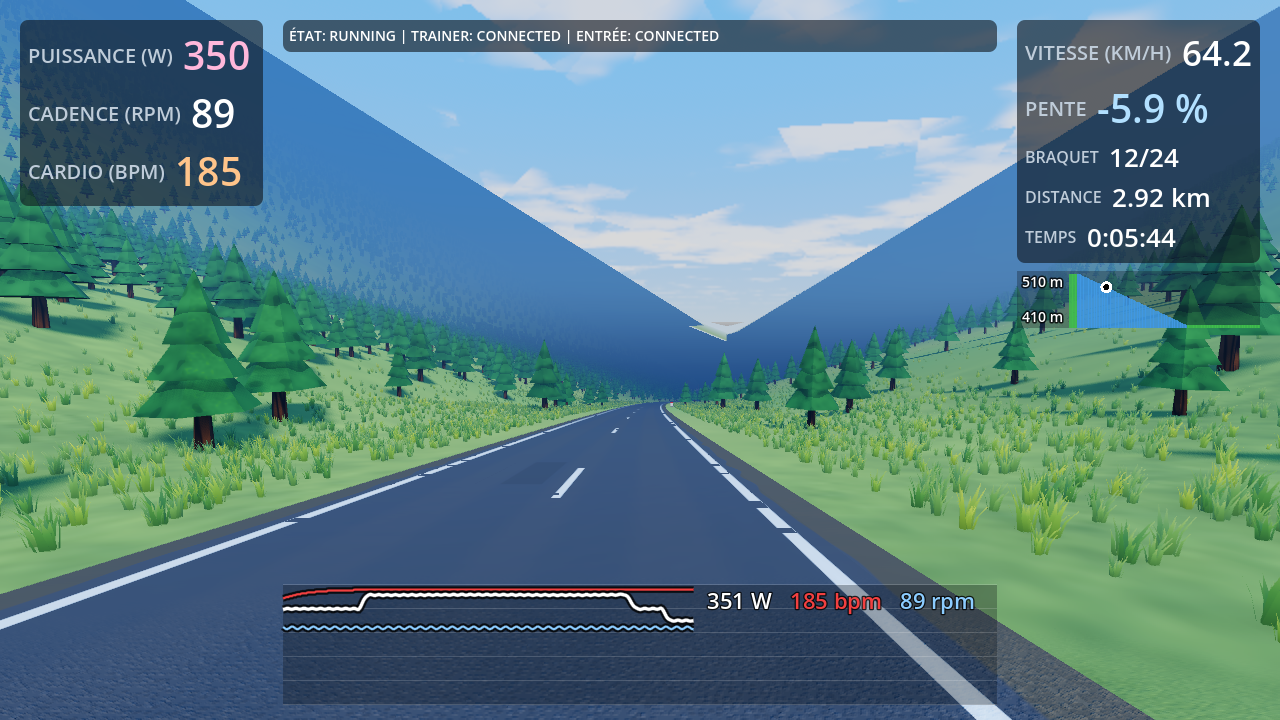 PUISSANCE (W) 350
CADENCE (RPM) 89
CARDIO (BPM) 185
ÉTAT: RUNNING | TRAINER: CONNECTED | ENTRÉE: CONNECTED
VITESSE (KM/H) 64.2
PENTE -5.9 %
BRAQUET 12/24
DISTANCE 2.92 km
TEMPS 0:05:44
510 m
410 m
351 W 185 bpm 89 rpm